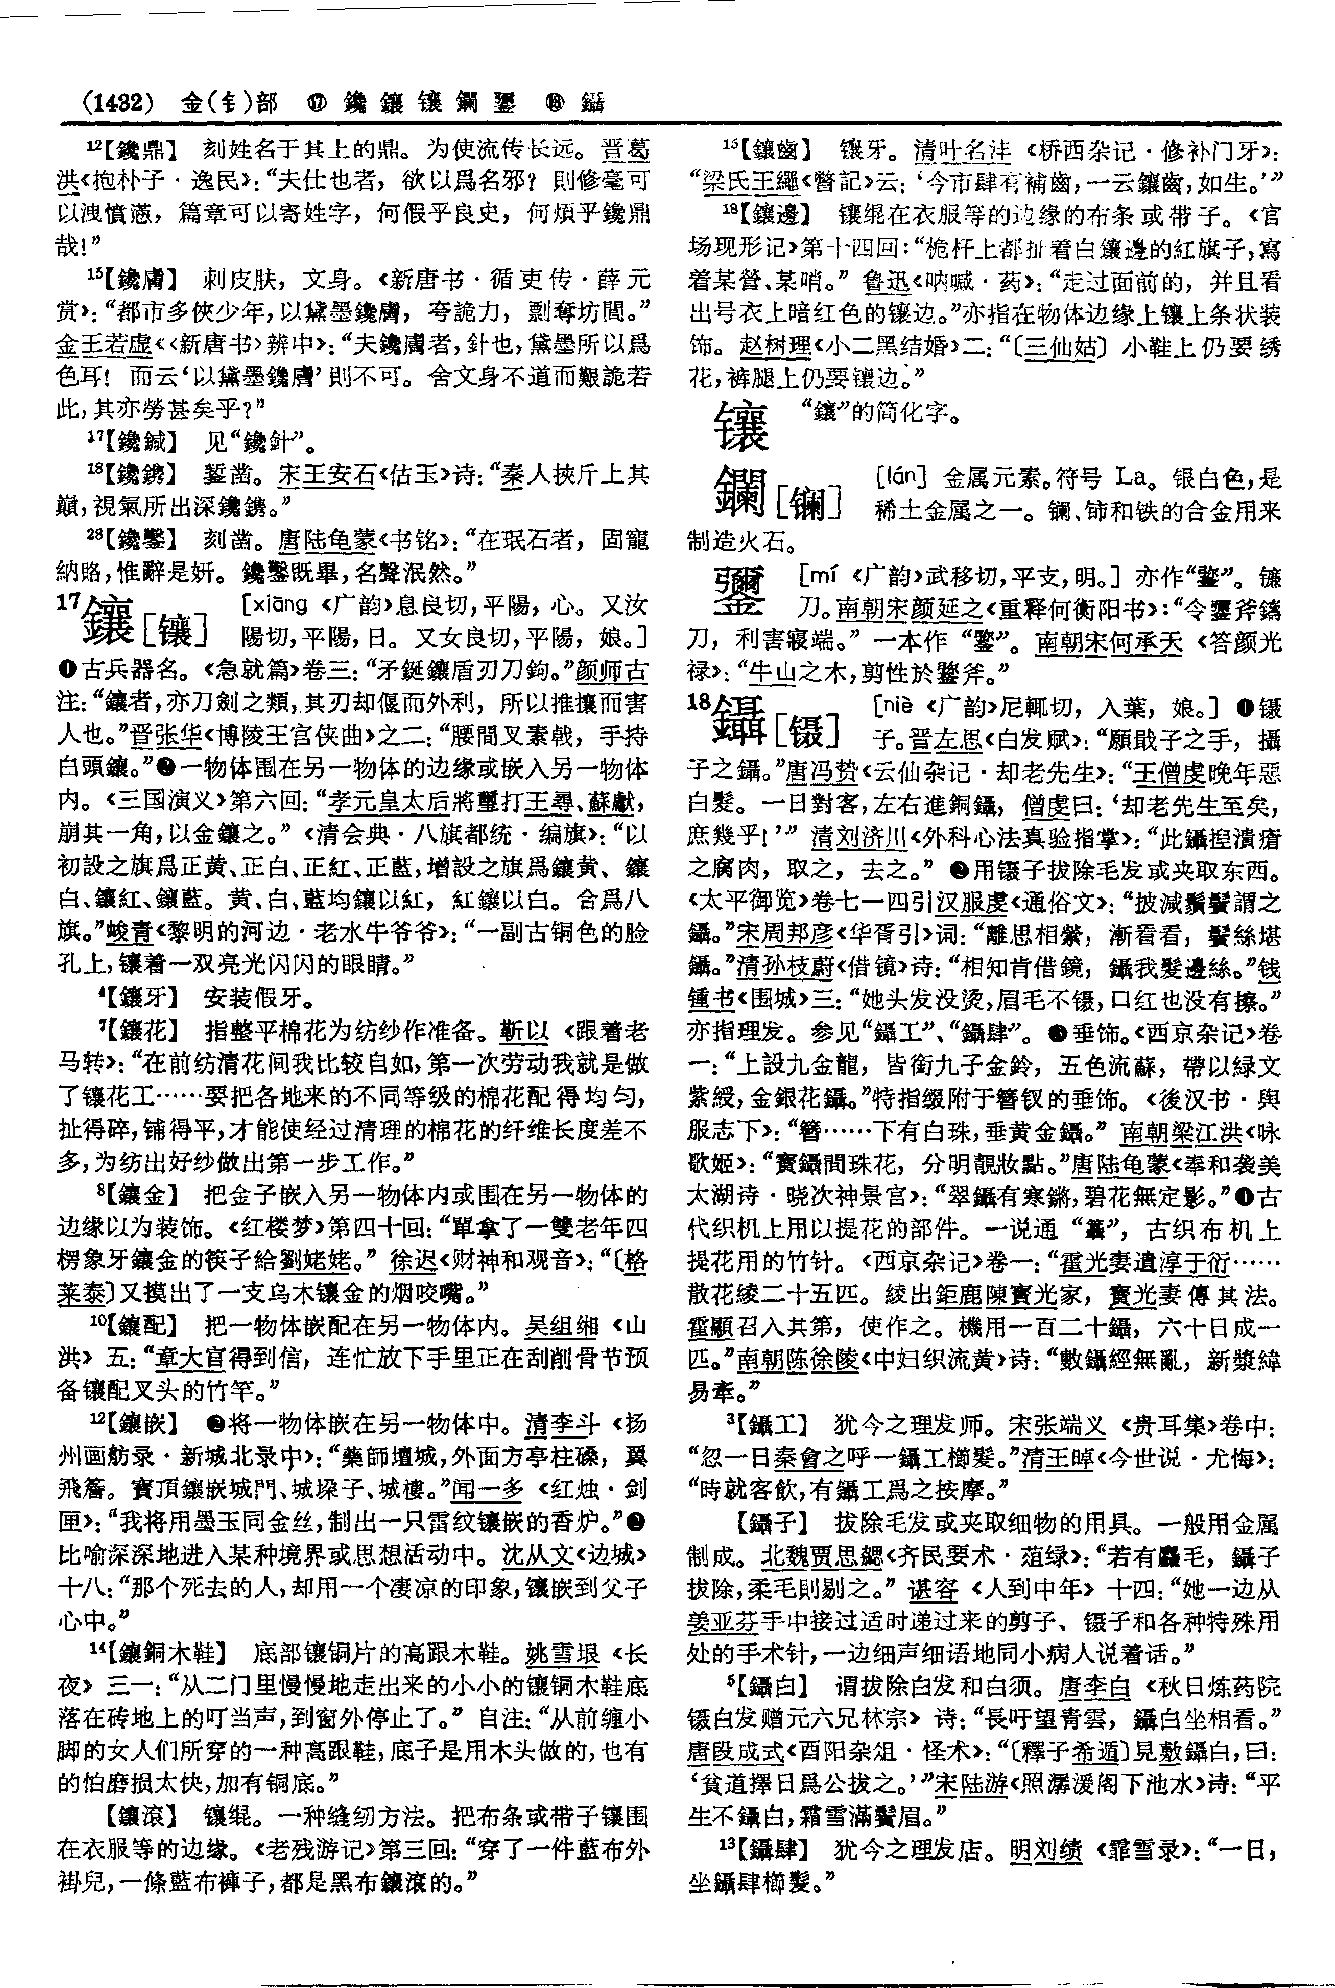 (1432) 金(钅)部 ⑰ 鑱 鑲 镶 钄 鿽 ⑱ 鑷
¹²【鑱鼎】 刻姓名于其上的鼎。为使流传长远。晋葛
洪《抱朴子·逸民》：“夫仕也者，欲以爲名邪？則修毫可
以洩憤懣，篇章可以寄姓字，何假乎良史，何煩乎鑱鼎
哉！”
¹⁵【鑱膚】 刺皮肤，文身。《新唐书·循吏传·薛元
赏》：“都市多俠少年，以黛墨鑱膚，夸詭力，剽奪坊閭。”
金王若虚《〈新唐书〉辨中》：“夫鑱膚者，針也，黛墨所以爲
色耳！而云‘以黛墨鑱膚’則不可。舍文身不道而艱詭若
此，其亦勞甚矣乎？”
¹⁷【鑱鍼】 见“鑱針”。
¹⁸【鑱鎸】 錾凿。宋王安石《估玉》诗：“秦人挾斤上其
巔，視氣所出深鑱鎸。”
²³【鑱鑿】 刻凿。唐陆龟蒙《书铭》：“在珉石者，固寵
納賂，惟辭是姸。鑱鑿既畢，名聲泯然。”
¹⁷鑲［镶］ ［xiāng 《广韵》息良切，平陽，心。又汝
陽切，平陽，日。又女良切，平陽，娘。］
❶古兵器名。《急就篇》卷三：“矛鋋鑲盾刃刀鉤。”颜师古
注：“鑲者，亦刀劍之類，其刃却偃而外利，所以推攘而害
人也。”晋张华《博陵王宫侠曲》之二：“腰間叉素戟，手持
白頭鑲。”❷一物体围在另一物体的边缘或嵌入另一物体
内。《三国演义》第六回：“孝元皇太后將璽打王尋、蘇獻，
崩其一角，以金鑲之。”《清会典·八旗都统·编旗》：“以
初設之旗爲正黄、正白、正紅、正藍，增設之旗爲鑲黄、鑲
白、鑲紅、鑲藍。黄、白、藍均鑲以紅，紅鑲以白。合爲八
旗。”峻青《黎明的河边·老水牛爷爷》：“一副古铜色的脸
孔上，镶着一双亮光闪闪的眼睛。”
⁴【鑲牙】 安装假牙。
⁷【鑲花】 指整平棉花为纺纱作准备。靳以《跟着老
马转》：“在前纺清花间我比较自如，第一次劳动我就是做
了镶花工……要把各地来的不同等级的棉花配得均匀，
扯得碎，铺得平，才能使经过清理的棉花的纤维长度差不
多，为纺出好纱做出第一步工作。”
⁸【鑲金】 把金子嵌入另一物体内或围在另一物体的
边缘以为装饰。《红楼梦》第四十回：“單拿了一雙老年四
楞象牙鑲金的筷子給劉姥姥。”徐迟《财神和观音》：“〔格
莱泰〕又摸出了一支乌木镶金的烟咬嘴。”
¹⁰【鑲配】 把一物体嵌配在另一物体内。吴组缃《山
洪》五：“章大官得到信，连忙放下手里正在刮削骨节预
备镶配叉头的竹竿。”
¹²【鑲嵌】 ❶将一物体嵌在另一物体中。清李斗《扬
州画舫录·新城北录中》：“藥師壇城，外面方亭柱磉，翼
飛簷。寶頂鑲嵌城門、城垜子、城樓。”闻一多《红烛·剑
匣》：“我将用墨玉同金丝，制出一只雷纹镶嵌的香炉。”❷
比喻深深地进入某种境界或思想活动中。沈从文《边城》
十八：“那个死去的人，却用一个凄凉的印象，镶嵌到父子
心中。”
¹⁴【鑲銅木鞋】 底部镶铜片的高跟木鞋。姚雪垠《长
夜》三一：“从二门里慢慢地走出来的小小的镶铜木鞋底
落在砖地上的叮当声，到窗外停止了。”自注：“从前缠小
脚的女人们所穿的一种高跟鞋，底子是用木头做的，也有
的怕磨损太快，加有铜底。”
【鑲滾】 镶绲。一种缝纫方法。把布条或带子镶围
在衣服等的边缘。《老残游记》第三回：“穿了一件藍布外
褂兒，一條藍布褲子，都是黑布鑲滾的。”
¹⁵【鑲齒】 镶牙。清叶名沣《桥西杂记·修补门牙》：
“梁氏王繩《瞥記》云：‘今市肆有補齒，一云鑲齒，如生。’”
¹⁹【鑲邊】 镶绲在衣服等的边缘的布条或带子。《官
场现形记》第十四回：“桅杆上都扯着白鑲邊的紅旗子，寫
着某營、某哨。”鲁迅《呐喊·药》：“走过面前的，并且看
出号衣上暗红色的镶边。”亦指在物体边缘上镶上条状装
饰。赵树理《小二黑结婚》二：“〔三仙姑〕小鞋上仍要绣
花，裤腿上仍要镶边。”
镶 “鑲”的简化字。
鑭［镧］ ［lán］金属元素。符号 La。银白色，是
稀土金属之一。镧、铈和铁的合金用来
制造火石。
［mí 《广韵》武移切，平支，明。］亦作“鿽”。镰
刀。南朝宋颜延之《重释何衡阳书》：“令斧鎌
刀，利害寢端。”一本作“”。南朝宋何承天《答颜光
禄》：“牛山之木，剪性於斧。”
¹⁸鑷［镊］ ［niè 《广韵》尼輒切，入葉，娘。］❶镊
子。晋左思《白发赋》：“願戢子之手，攝
子之鑷。”唐冯贽《云仙杂记·却老先生》：“王僧虔晚年惡
白髮。一日對客，左右進銅鑷，僧虔曰：‘却老先生至矣，
庶幾乎！’”清刘济川《外科心法真验指掌》：“此鑷捏潰瘡
之腐肉，取之，去之。”❷用镊子拔除毛发或夹取东西。
《太平御览》卷七一四引汉服虔《通俗文》：“披減鬚鬢謂之
鑷。”宋周邦彦《华胥引》词：“離思相縈，漸看看，鬢絲堪
鑷。”清孙枝蔚《借镜》诗：“相知肯借鏡，鑷我髮邊絲。”钱
锺书《围城》三：“她头发没烫，眉毛不镊，口红也没有擦。”
亦指理发。参见“鑷工”、“鑷肆”。❸垂饰。《西京杂记》卷
一：“上設九金龍，皆銜九子金鈴，五色流蘇，帶以緑文
紫綬，金銀花鑷。”特指缀附于簪钗的垂饰。《後汉书·舆
服志下》：“簪……下有白珠，垂黄金鑷。”南朝梁江洪《咏
歌姬》：“寶鑷間珠花，分明靚妝點。”唐陆龟蒙《奉和袭美
太湖诗·晓次神景宫》：“翠鑷有寒鏘，碧花無定影。”❹古
代织机上用以提花的部件。一说通“籋”，古织布机上
提花用的竹针。《西京杂记》卷一：“霍光妻遺淳于衍……
散花綾二十五匹。綾出鉅鹿陳寶光家，寶光妻傳其法。
霍顯召入其第，使作之。機用一百二十鑷，六十日成一
匹。”南朝陈徐陵《中妇织流黄》诗：“數鑷經無亂，新漿緯
易牽。”
³【鑷工】 犹今之理发师。宋张端义《贵耳集》卷中：
“忽一日秦會之呼一鑷工櫛髮。”清王晫《今世说·尤悔》：
“時就客飲，有鑷工爲之按摩。”
【鑷子】 拔除毛发或夹取细物的用具。一般用金属
制成。北魏贾思勰《齐民要术·菹绿》：“若有麤毛，鑷子
拔除，柔毛則剔之。”谌容《人到中年》十四：“她一边从
姜亚芬手中接过适时递过来的剪子、镊子和各种特殊用
处的手术针，一边细声细语地同小病人说着话。”
⁵【鑷白】 谓拔除白发和白须。唐李白《秋日炼药院
镊白发赠元六兄林宗》诗：“長吁望青雲，鑷白坐相看。”
唐段成式《酉阳杂俎·怪术》：“〔釋子希遁〕見敷鑷白，曰：
‘貧道擇日爲公拔之。’”宋陆游《照潺湲阁下池水》诗：“平
生不鑷白，霜雪滿鬢眉。”
¹³【鑷肆】 犹今之理发店。明刘绩《霏雪录》：“一日，
坐鑷肆櫛髮。”